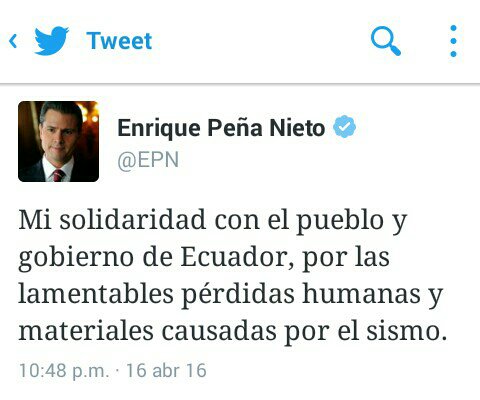 Tweet
Enrique Peña Nieto
@EPN
Mi solidaridad con el pueblo y
gobierno de Ecuador, por las
lamentables pérdidas humanas y
materiales causadas por el sismo.
10:48 p.m. · 16 abr 16